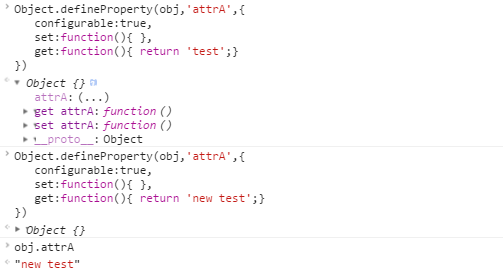 Object.defineProperty(obj,'attrA',{
configurable:true,
set:function(){ },
get:function(){ return 'test';}
})
Object {}
attrA: (...)
get attrA: function ()
set attrA: function ()
__proto__: Object
Object.defineProperty(obj,'attrA',{
configurable:true,
set:function(){ },
get:function(){ return 'new test';}
})
Object {}
obj.attrA
"new test"